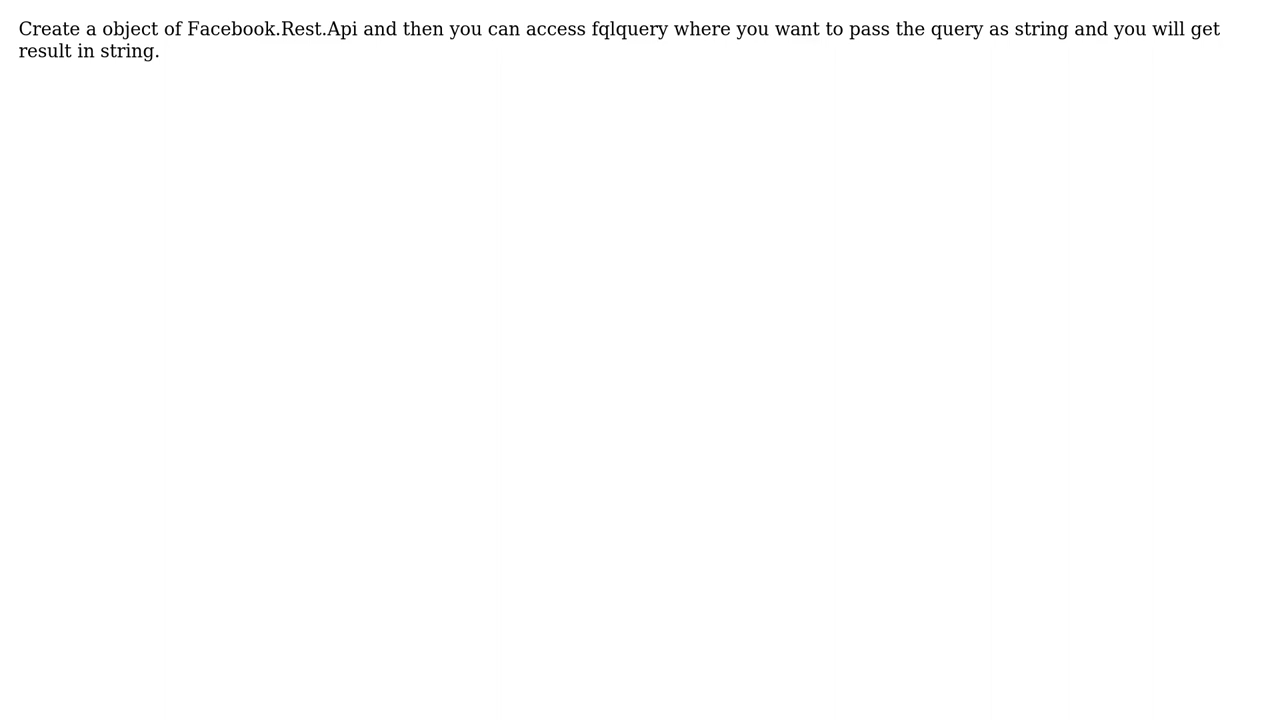 Create a object of Facebook.Rest.Api and then you can access fqlquery where you want to pass the query as string and you will get
result in string.